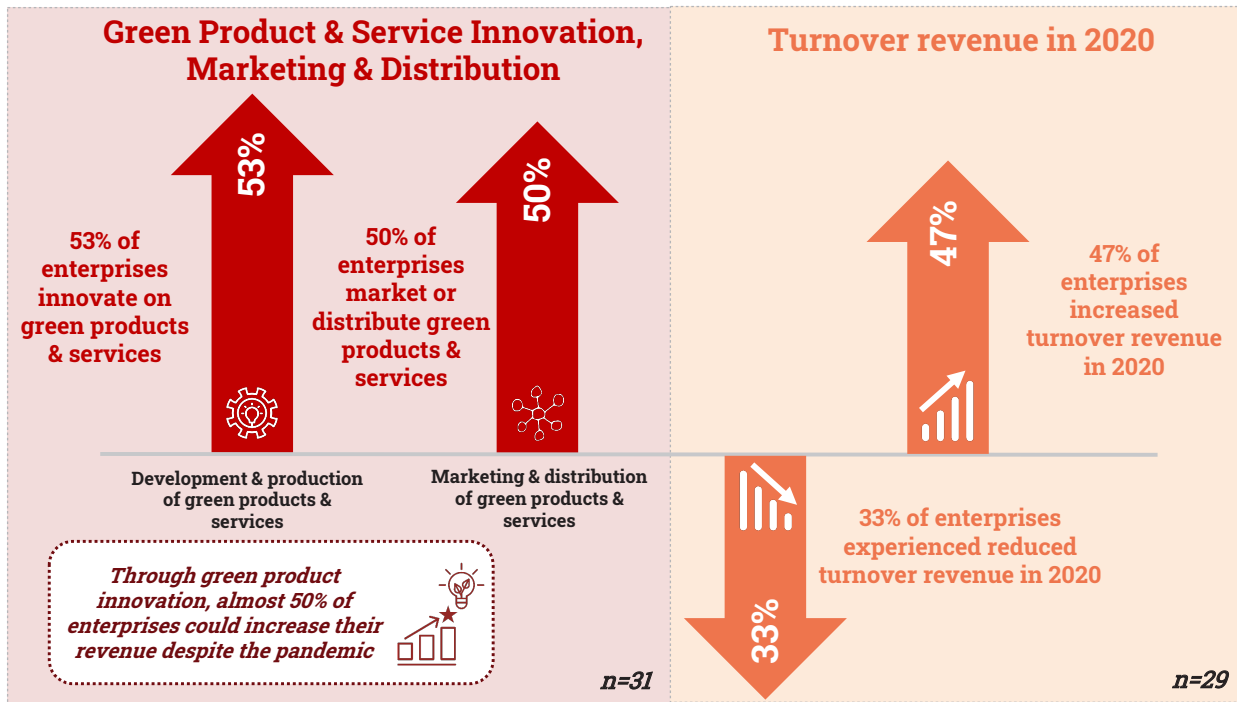 Green Product & Service Innovation,
Marketing & Distribution
53%
53% of
enterprises
innovate on
green products
& services
50%
50% of
enterprises
market or
distribute green
products &
services
Development & production
of green products &
services
Marketing & distribution
of green products &
services
Through green product
innovation, almost 50% of
enterprises could increase their
revenue despite the pandemic
n=31
Turnover revenue in 2020
47%
47% of
enterprises
increased
turnover revenue
in 2020
33% of enterprises
experienced reduced
turnover revenue in 2020
33%
n=29